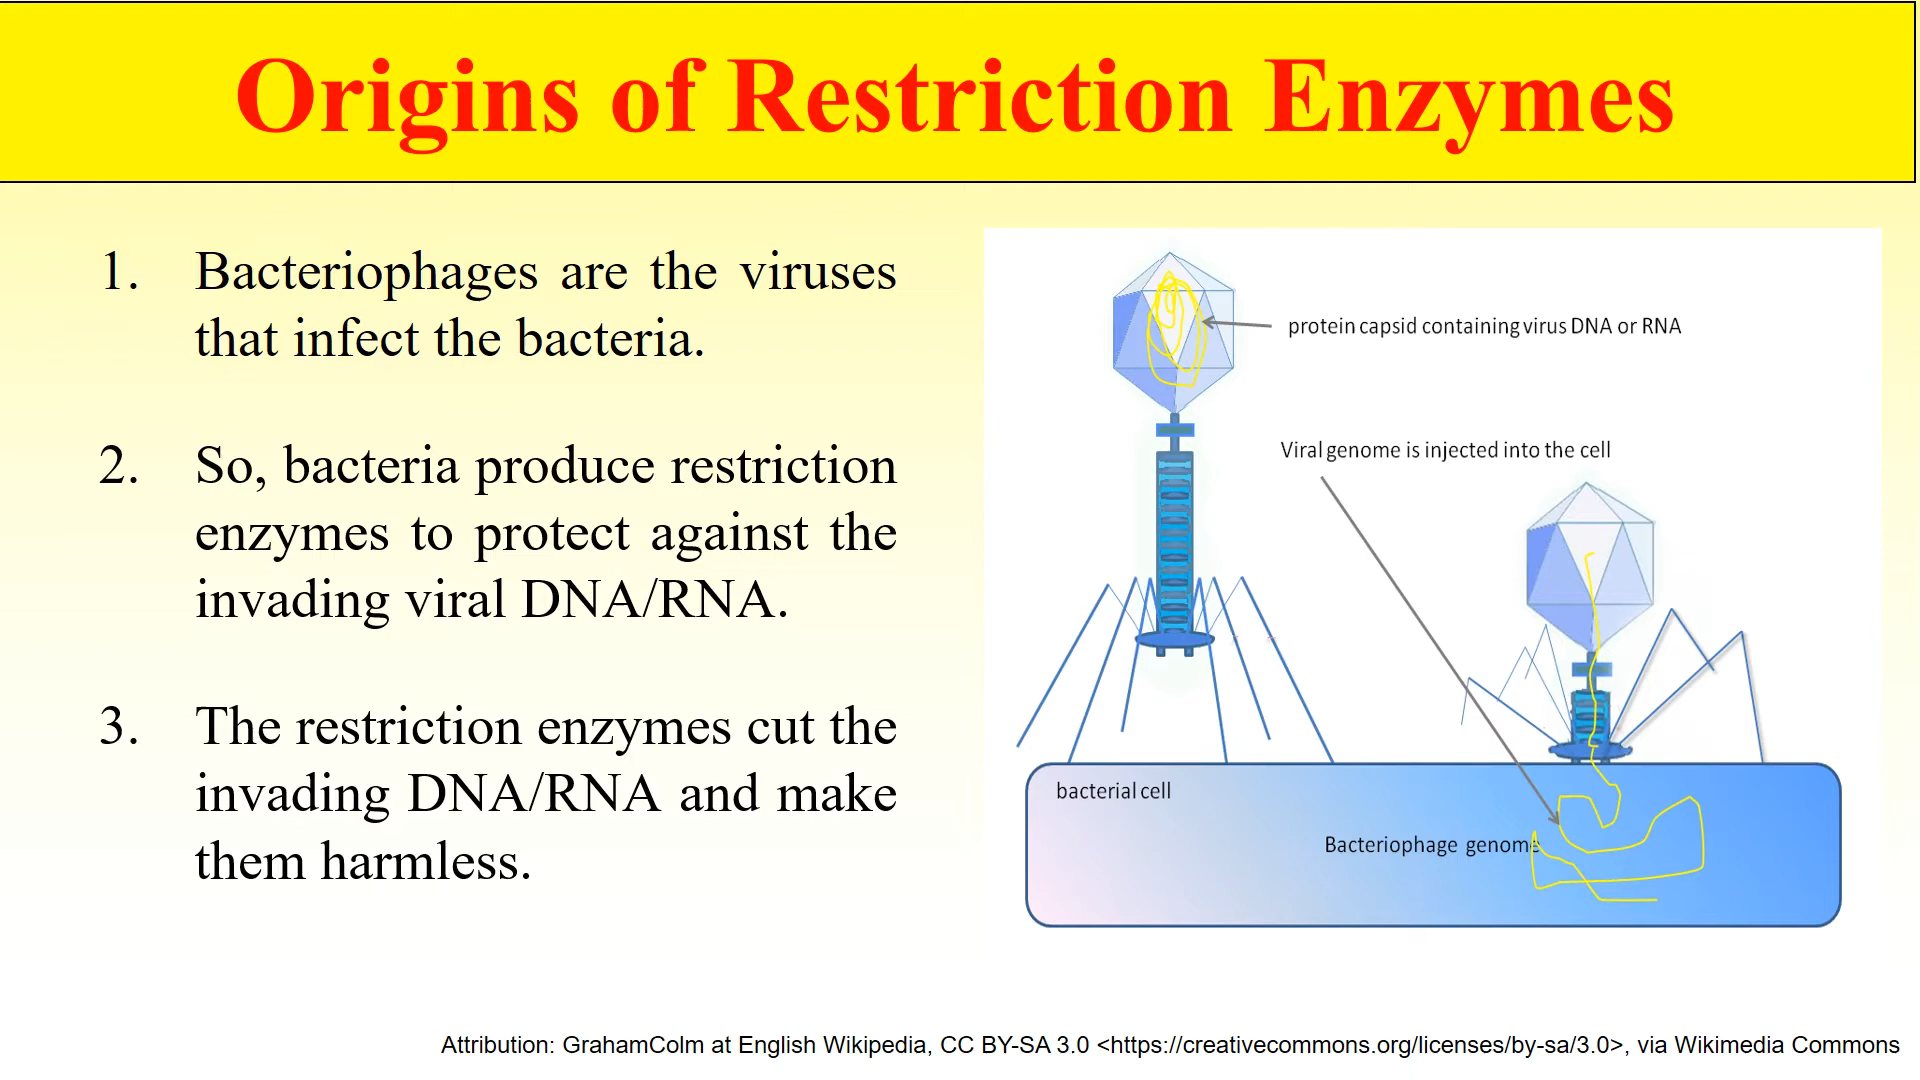 Origins of Restriction Enzymes
1. Bacteriophages are the viruses
that infect the bacteria.
2. So, bacteria produce restriction
enzymes to protect against the
invading viral DNA/RNA.
3. The restriction enzymes cut the
invading DNA/RNA and make
them harmless.
protein capsid containing virus DNA or RNA
Viral genome is injected into the cell
bacterial cell
Bacteriophage genome
Attribution: GrahamColm at English Wikipedia, CC BY-SA 3.0 <https://creativecommons.org/licenses/by-sa/3.0>, via Wikimedia Commons